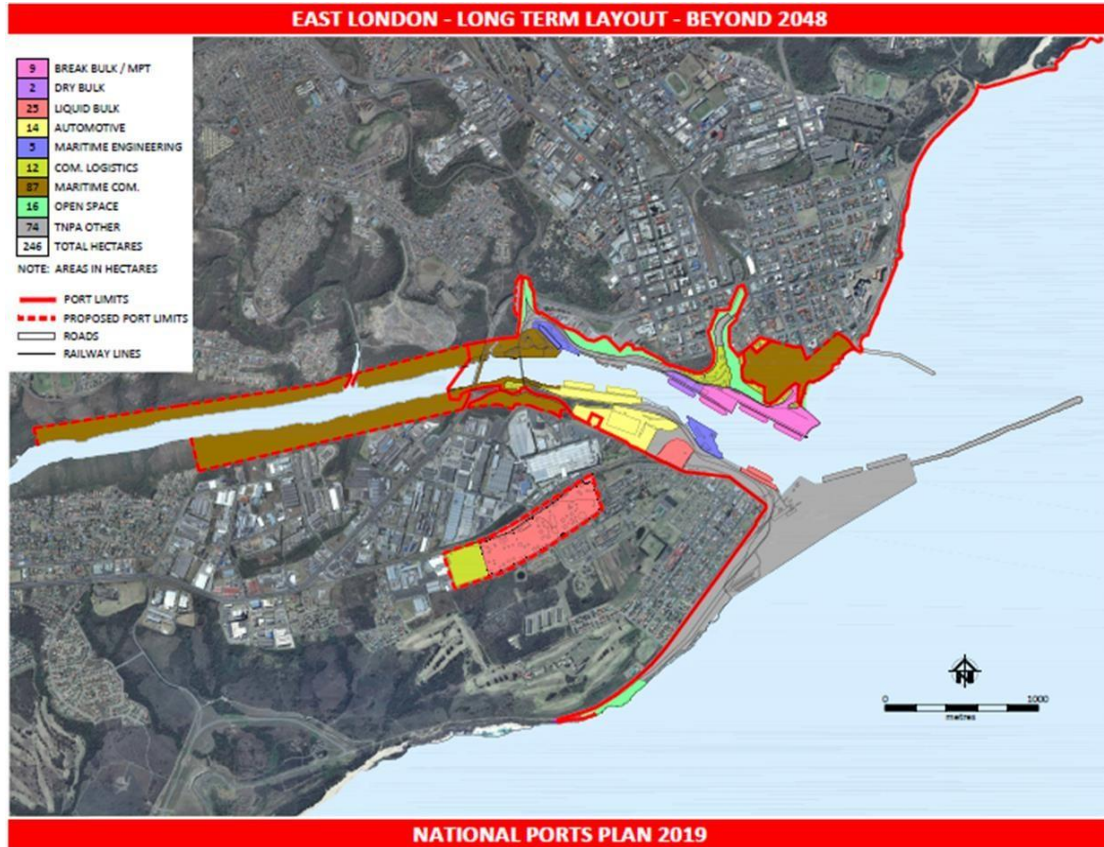 EAST LONDON - LONG TERM LAYOUT - BEYOND 2048
9 BREAK BULK / MPT
2 DRY BULK
25 LIQUID BULK
14 AUTOMOTIVE
5 MARITIME ENGINEERING
12 COM. LOGISTICS
87 MARITIME COM.
16 OPEN SPACE
74 TNPA OTHER
246 TOTAL HECTARES
NOTE: AREAS IN HECTARES
PORT LIMITS
PROPOSED PORT LIMITS
ROADS
RAILWAY LINES
N
0 1000
metres
NATIONAL PORTS PLAN 2019